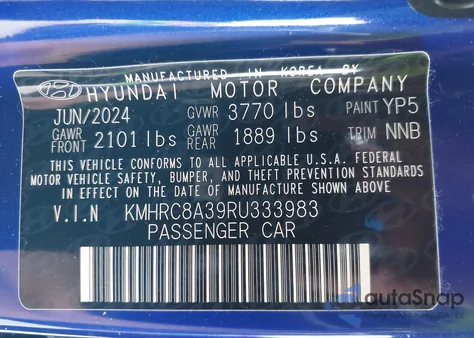 MANUFACTURED IN KOREA BY
HYUNDAI MOTOR COMPANY
JUN/2024 GVWR 3770 lbs PAINT YP5
GAWR FRONT 2101 lbs GAWR REAR 1889 lbs TRIM NNB
THIS VEHICLE CONFORMS TO ALL APPLICABLE U.S.A. FEDERAL
MOTOR VEHICLE SAFETY, BUMPER, AND THEFT PREVENTION STANDARDS
IN EFFECT ON THE DATE OF MANUFACTURE SHOWN ABOVE
V.I.N KMHRC8A39RU333983
PASSENGER CAR
autoSnap